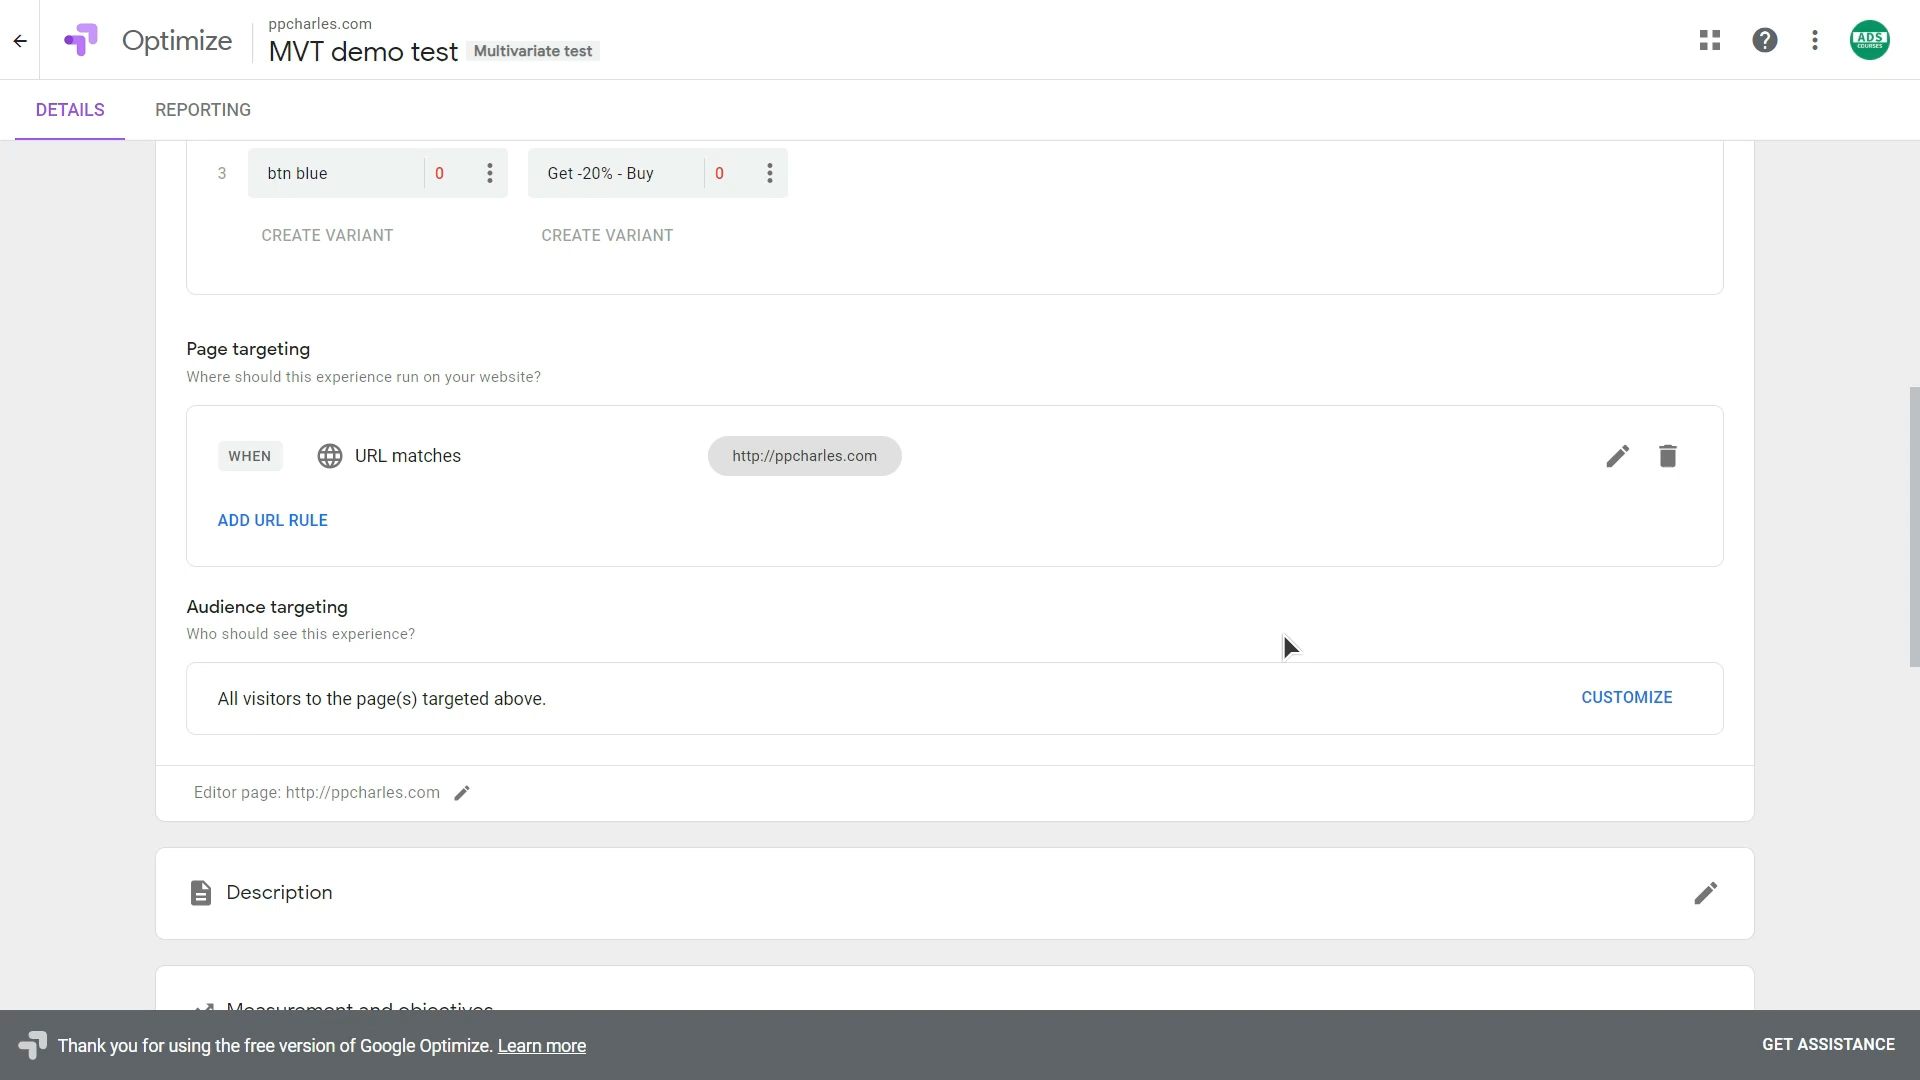 ppcharles.com
Optimize
MVT demo test Multivariate test
ADS
COURSES
DETAILS REPORTING
3 btn blue 0 Get -20% - Buy 0
CREATE VARIANT CREATE VARIANT
Page targeting
Where should this experience run on your website?
WHEN URL matches http://ppcharles.com
ADD URL RULE
Audience targeting
Who should see this experience?
All visitors to the page(s) targeted above. CUSTOMIZE
Editor page: http://ppcharles.com
Description
Measurement and objectives
Thank you for using the free version of Google Optimize. Learn more GET ASSISTANCE